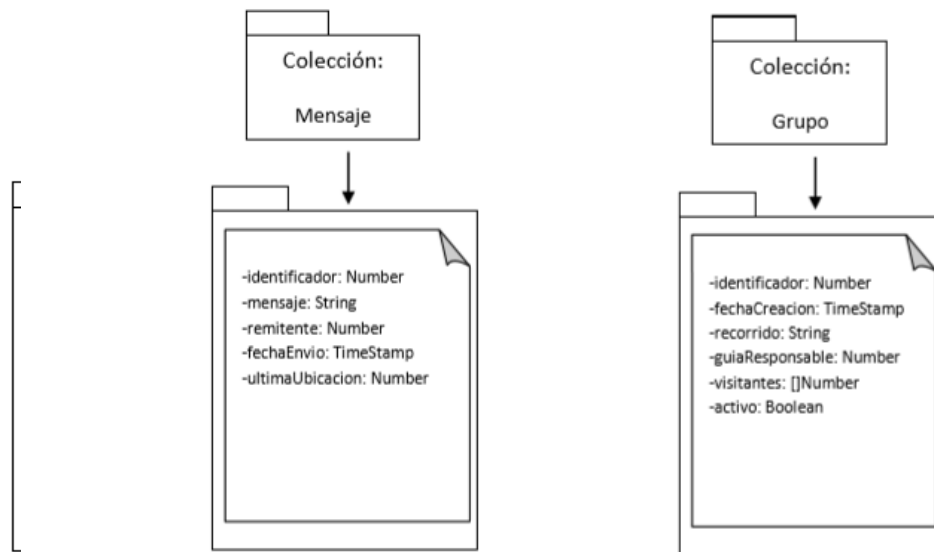 Colección:
Mensaje
-identificador: Number
-mensaje: String
-remitente: Number
-fechaEnvio: TimeStamp
-ultimaUbicacion: Number
Colección:
Grupo
-identificador: Number
-fechaCreacion: TimeStamp
-recorrido: String
-guiaResponsable: Number
-visitantes: []Number
-activo: Boolean